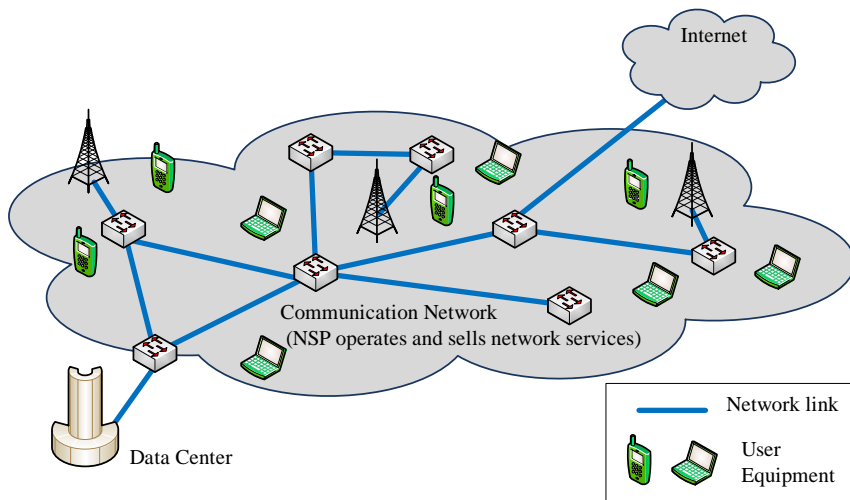 Internet
Communication Network
(NSP operates and sells network services)
Data Center
Network link
User
Equipment